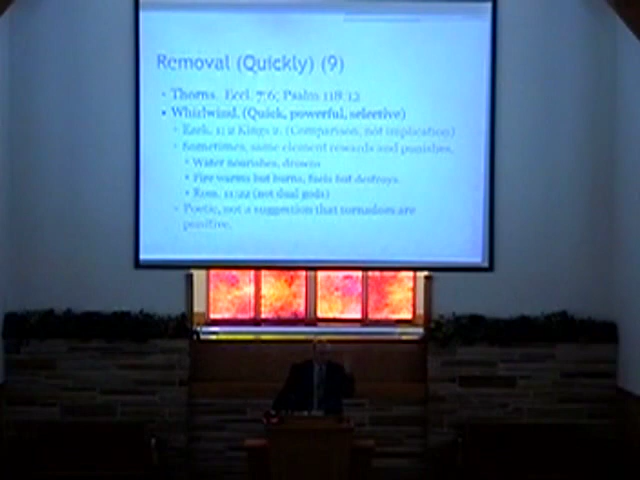 Removal (Quickly) (9)
• Thorns. Eccl. 7:6; Psalm 118:12
• Whirlwind. (Quick, powerful, selective)
- Ezek. 1; 2 Kings 2. (Comparison, not implication)
- Sometimes, same element rewards and punishes.
• Water nourishes, drowns
• Fire warms but burns, fuels but destroys.
• Rom. 11:22 (not dual gods)
- Poetic, not a suggestion that tornadoes are
punitive.